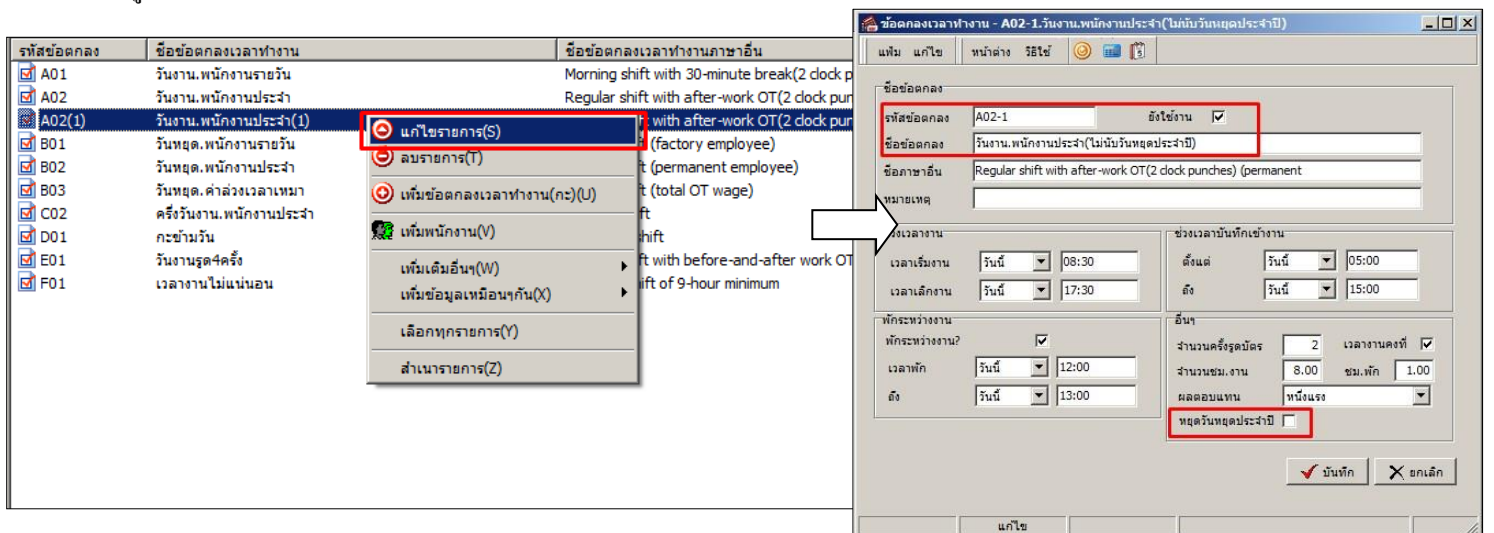 รหัสข้อตกลง ชื่อข้อตกลงเวลาทำงาน ชื่อข้อตกลงเวลาทำงานภาษาอื่น
A01 วันงาน.พนักงานรายวัน Morning shift with 30-minute break(2 clock p
A02 วันงาน.พนักงานประจำ Regular shift with after-work OT(2 clock pun
A02(1) วันงาน.พนักงานประจำ(1) ft with after-work OT(2 clock pun
B01 วันหยุด.พนักงานรายวัน (factory employee)
B02 วันหยุด.พนักงานประจำ t (permanent employee)
B03 วันหยุด.ค่าล่วงเวลาเหมา t (total OT wage)
C02 ครึ่งวันงาน.พนักงานประจำ ft
D01 กะข้ามวัน shift
E01 วันงานรูด4ครั้ง ft with before-and-after work OT
F01 เวลางานไม่แน่นอน ift of 9-hour minimum
แก้ไขรายการ(S)
ลบรายการ(T)
เพิ่มข้อตกลงเวลาทำงาน(กะ)(U)
เพิ่มพนักงาน(V)
เพิ่มเติมอื่นๆ(W)
เพิ่มข้อมูลเหมือนๆกัน(X)
เลือกทุกรายการ(Y)
สำเนารายการ(Z)
ข้อตกลงเวลาทำงาน - A02-1.วันงาน.พนักงานประจำ(ไม่นับวันหยุดประจำปี)
แฟ้ม แก้ไข หน้าต่าง วิธีใช้
ชื่อข้อตกลง
รหัสข้อตกลง A02-1 ยังใช้งาน
ชื่อข้อตกลง วันงาน.พนักงานประจำ(ไม่นับวันหยุดประจำปี)
ชื่อภาษาอื่น Regular shift with after-work OT(2 clock punches) (permanent
หมายเหตุ
ช่วงเวลางาน ช่วงเวลาบันทึกเข้างาน
เวลาเริ่มงาน วันนี้ 08:30 ตั้งแต่ วันนี้ 05:00
เวลาเลิกงาน วันนี้ 17:30 ถึง วันนี้ 15:00
พักระหว่างงาน อื่นๆ
พักระหว่างงาน? จำนวนครั้งรูดบัตร 2 เวลางานคงที่
เวลาพัก วันนี้ 12:00 จำนวนชม.งาน 8.00 ชม.พัก 1.00
ถึง วันนี้ 13:00 ผลตอบแทน หนึ่งแรง
หยุดวันหยุดประจำปี
บันทึก ยกเลิก
แก้ไข